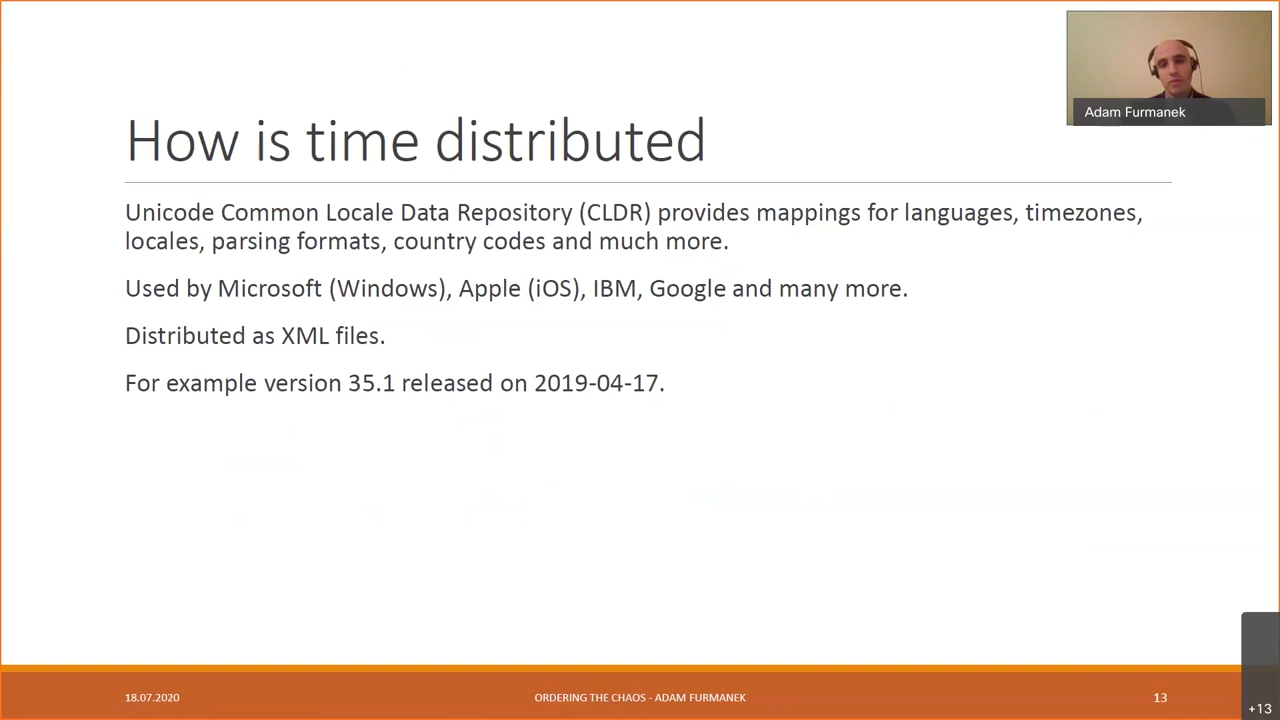 Adam Furmanek
How is time distributed
Unicode Common Locale Data Repository (CLDR) provides mappings for languages, timezones,
locales, parsing formats, country codes and much more.
Used by Microsoft (Windows), Apple (iOS), IBM, Google and many more.
Distributed as XML files.
For example version 35.1 released on 2019-04-17.
18.07.2020
ORDERING THE CHAOS - ADAM FURMANEK
13
+13